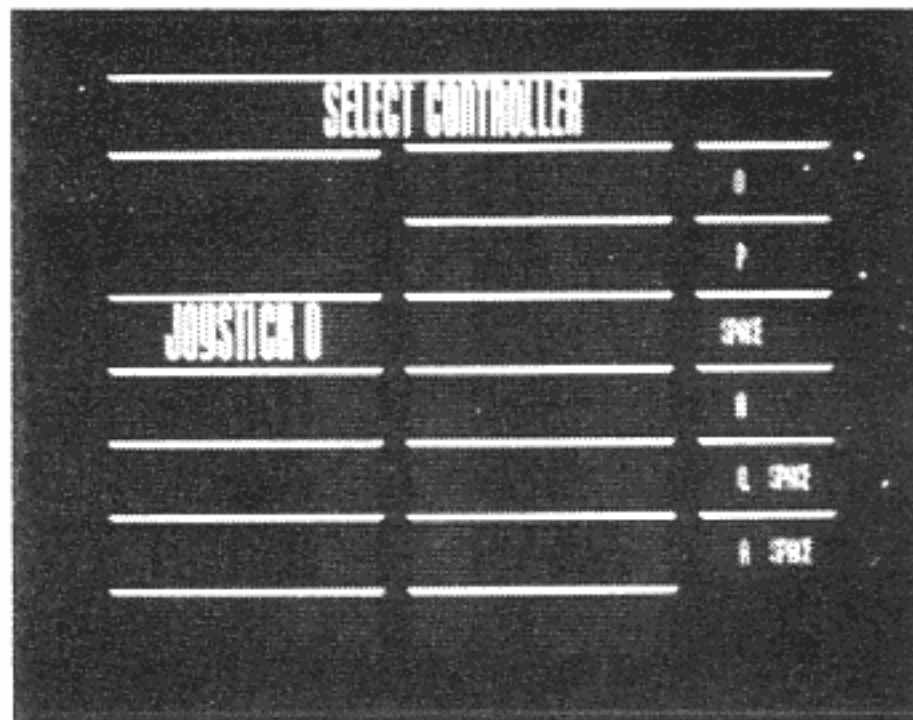 SELECT CONTROLLER
P
JOYSTICK 0
SPACE
Q SPACE
A SPACE